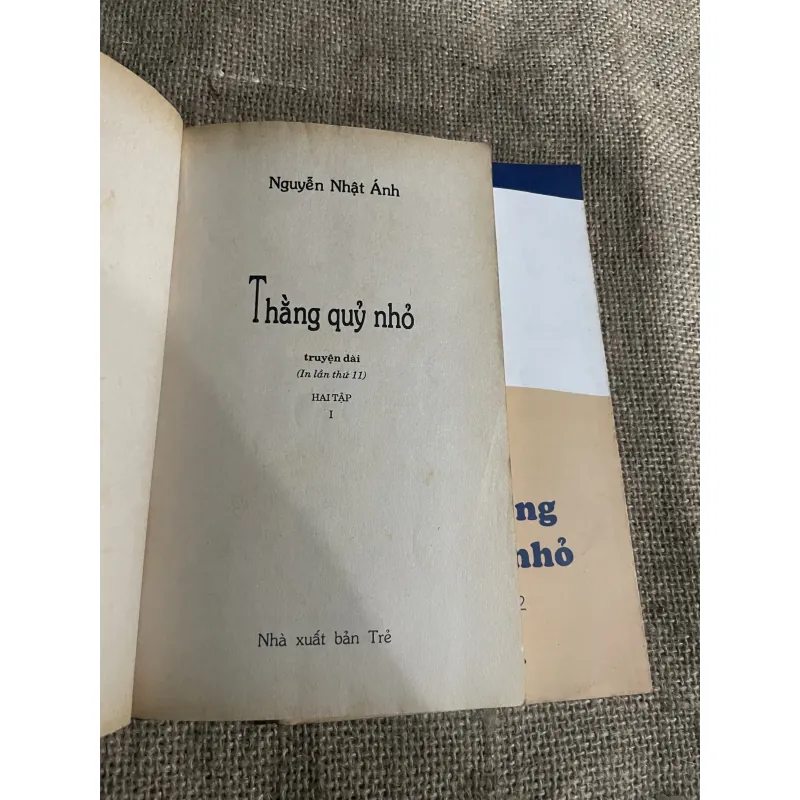 Nguyễn Nhật Ánh
Thằng quỷ nhỏ
truyện dài
(In lần thứ 11)
HAI TẬP
I
Nhà xuất bản Trẻ
ng
nhỏ
2